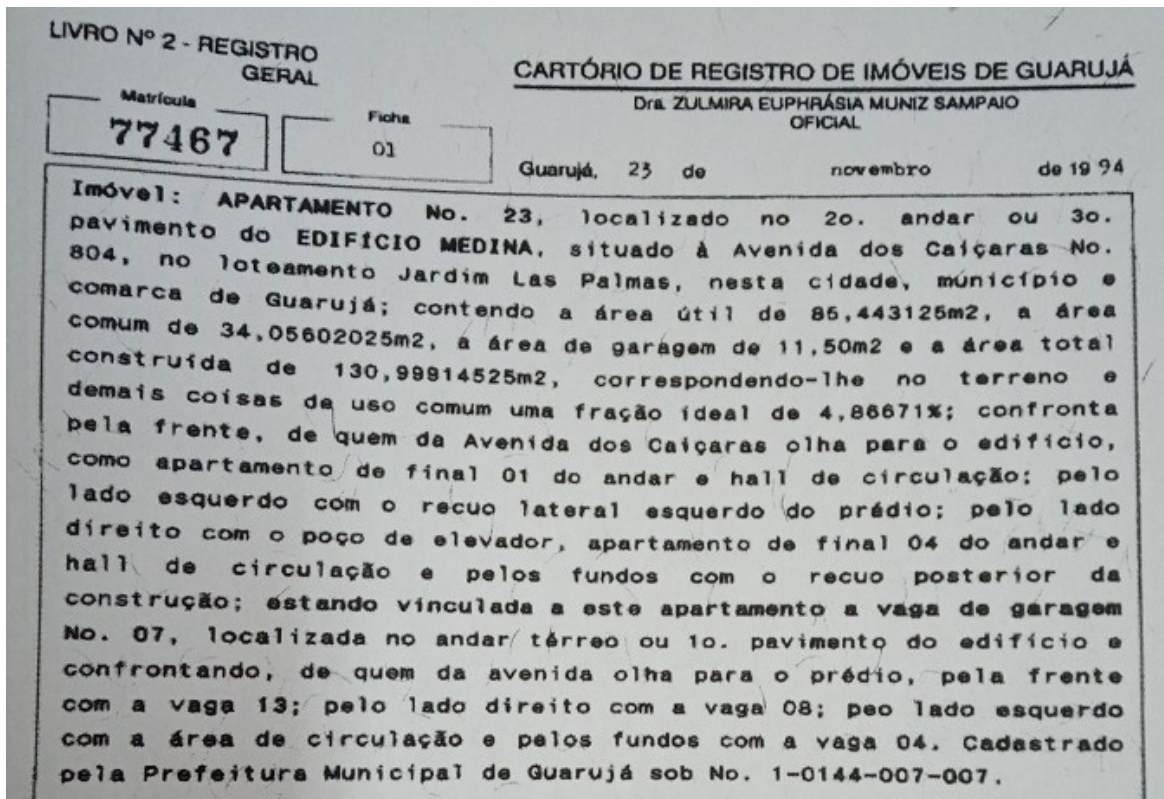 LIVRO Nº 2 - REGISTRO
GERAL
CARTÓRIO DE REGISTRO DE IMÓVEIS DE GUARUJÁ
Dra. ZULMIRA EUPHRÁSIA MUNIZ SAMPAIO
OFICIAL
Matrícula
77467
Ficha
01
Guarujá, 23 de novembro de 19 94
Imóvel: APARTAMENTO No. 23, localizado no 2o. andar ou 3o.
pavimento do EDIFÍCIO MEDINA, situado à Avenida dos Caiçaras No.
804, no loteamento Jardim Las Palmas, nesta cidade, município e
comarca de Guarujá; contendo a área útil de 85,443125m2, a área
comum de 34,05602025m2, a área de garagem de 11,50m2 e a área total
construída de 130,99914525m2, correspondendo-lhe no terreno e
demais coisas de uso comum uma fração ideal de 4,86671%; confronta
pela frente, de quem da Avenida dos Caiçaras olha para o edifício,
como apartamento de final 01 do andar e hall de circulação; pelo
lado esquerdo com o recuo lateral esquerdo do prédio; pelo lado
direito com o poço de elevador, apartamento de final 04 do andar e
hall de circulação e pelos fundos com o recuo posterior da
construção; estando vinculada a este apartamento a vaga de garagem
No. 07, localizada no andar térreo ou 1o. pavimento do edifício e
confrontando, de quem da avenida olha para o prédio, pela frente
com a vaga 13; pelo lado direito com a vaga 08; peo lado esquerdo
com a área de circulação e pelos fundos com a vaga 04. Cadastrado
pela Prefeitura Municipal de Guarujá sob No. 1-0144-007-007.